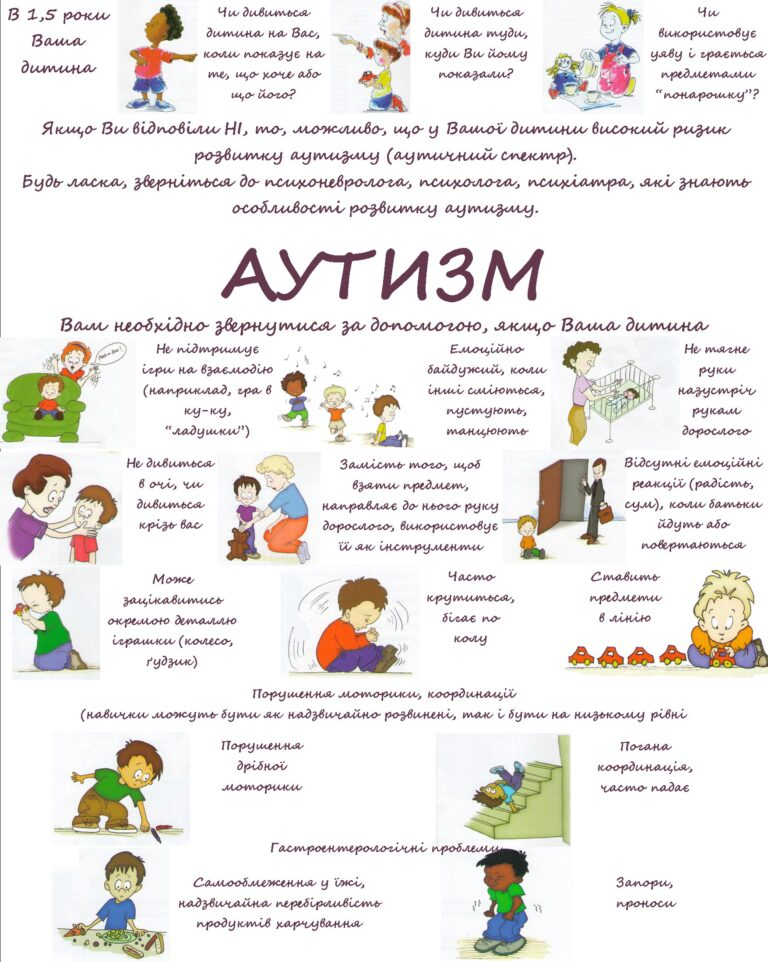 В 1,5 роки
Ваша
дитина
Чи дивиться
дитина на Вас,
коли показує на
те, що хоче або
що його?
Чи дивиться
дитина туди,
куди Ви йому
показали?
Чи
використовує
уяву і грається
предметами
“понарошку”?
Якщо Ви відповіли НІ, то, можливо, що у Вашої дитини високий ризик
розвитку аутизму (аутичний спектр).
Будь ласка, зверніться до психоневролога, психолога, психіатра, які знають
особливості розвитку аутизму.
АУТИЗМ
Вам необхідно звернутися за допомогою, якщо Ваша дитина
Не підтримує
ігри на взаємодію
(наприклад, гра в
ку-ку,
“ладушки”)
Емоційно
байдужий, коли
інші сміються,
пустують,
танцюють
Не тягне
руки
назустріч
рукам
дорослого
Не дивиться
в очі, чи
дивиться
крізь вас
Замість того, щоб
взяти предмет,
направляє до нього руку
дорослого, використовує
її як інструменти
Відсутні емоційні
реакції (радість,
сум), коли батьки
йдуть або
повертаються
Може
зацікавитись
окремою деталлю
іграшки (колесо,
ґудзик)
Часто
крутиться,
бігає по
колу
Ставить
предмети
в лінію
Порушення моторики, координації
(навички можуть бути як надзвичайно розвинені, так і бути на низькому рівні
Порушення
дрібної
моторики
Погана
координація,
часто падає
Гастроентерологічні проблеми
Самообмеження у їжі,
надзвичайна перебірливість
продуктів харчування
Запори,
проноси